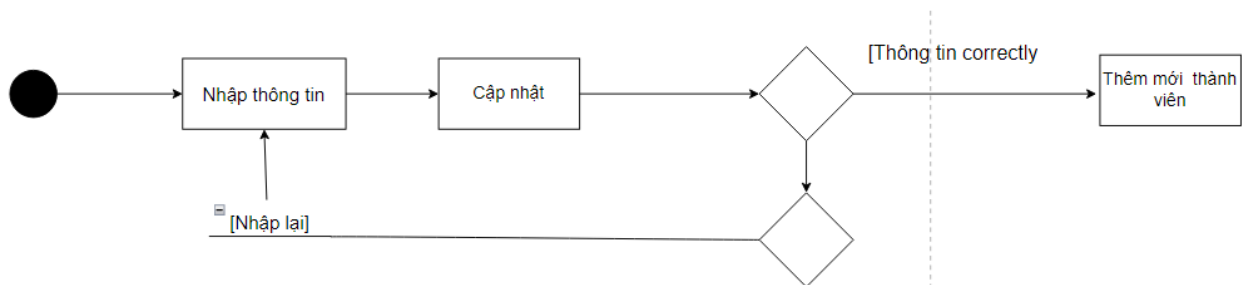 [Thông tin correctly
Nhập thông tin
Cập nhật
Thêm mới thành
viên
[Nhập lại]